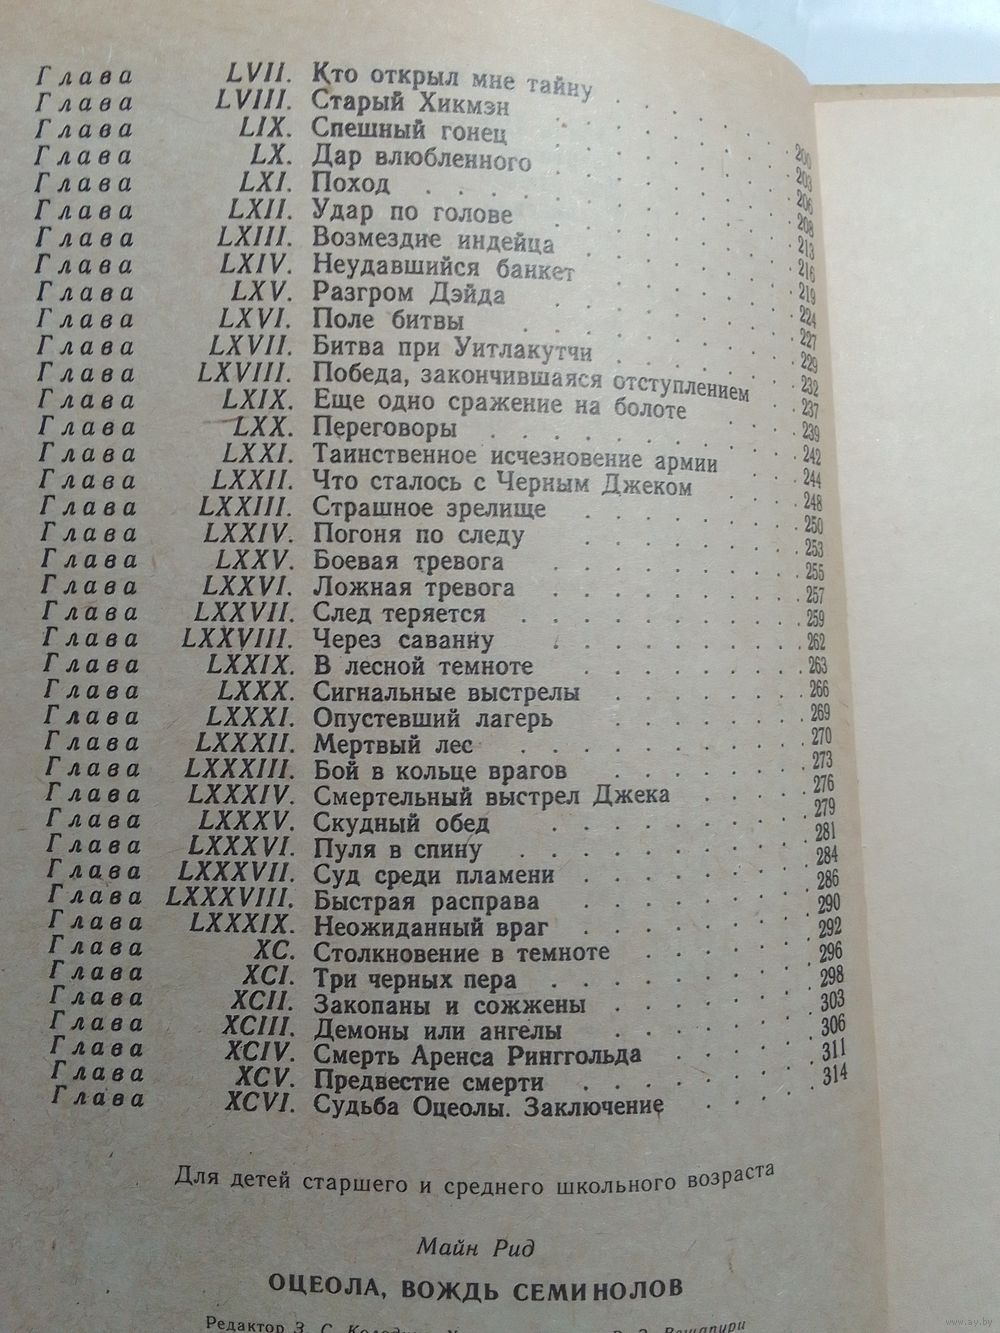 Глава LVII. Кто открыл мне тайну . . . . . 200
Глава LVIII. Старый Хикмэн . . . . . . 203
Глава LIX. Спешный гонец . . . . . . 206
Глава LX. Дар влюбленного . . . . . . 208
Глава LXI. Поход . . . . . . . . . 213
Глава LXII. Удар по голове . . . . . . 216
Глава LXIII. Возмездие индейца . . . . . . 219
Глава LXIV. Неудавшийся банкет . . . . . 224
Глава LXV. Разгром Дэйда . . . . . . . 227
Глава LXVI. Поле битвы . . . . . . . 229
Глава LXVII. Битва при Уитлакутчи . . . . . 232
Глава LXVIII. Победа, закончившаяся отступлением . . 237
Глава LXIX. Еще одно сражение на болоте . . . 239
Глава LXX. Переговоры . . . . . . . . 242
Глава LXXI. Таинственное исчезновение армии . . 244
Глава LXXII. Что сталось с Черным Джеком . . . 248
Глава LXXIII. Страшное зрелище . . . . . . 250
Глава LXXIV. Погоня по следу . . . . . . 253
Глава LXXV. Боевая тревога . . . . . . . 255
Глава LXXVI. Ложная тревога . . . . . . . 257
Глава LXXVII. След теряется . . . . . . . 259
Глава LXXVIII. Через саванну . . . . . . . 262
Глава LXXIX. В лесной темноте . . . . . . 263
Глава LXXX. Сигнальные выстрелы . . . . . 266
Глава LXXXI. Опустевший лагерь . . . . . . 269
Глава LXXXII. Мертвый лес . . . . . . . . 270
Глава LXXXIII. Бой в кольце врагов . . . . . 273
Глава LXXXIV. Смертельный выстрел Джека . . . . 276
Глава LXXXV. Скудный обед . . . . . . . 279
Глава LXXXVI. Пуля в спину . . . . . . . 281
Глава LXXXVII. Суд среди пламени . . . . . . 284
Глава LXXXVIII. Быстрая расправа . . . . . . 286
Глава LXXXIX. Неожиданный враг . . . . . . 290
Глава XC. Столкновение в темноте . . . . 292
Глава XCI. Три черных пера . . . . . . 296
Глава XCII. Закопаны и сожжены . . . . . 298
Глава XCIII. Демоны или ангелы . . . . . 303
Глава XCIV. Смерть Аренса Ринггольда . . . . 306
Глава XCV. Предвестие смерти . . . . . . 311
Глава XCVI. Судьба Оцеолы. Заключение . . . . 314
Для детей старшего и среднего школьного возраста
Майн Рид
ОЦЕОЛА, ВОЖДЬ СЕМИНОЛОВ
Редактор З. С.
www.ay.by